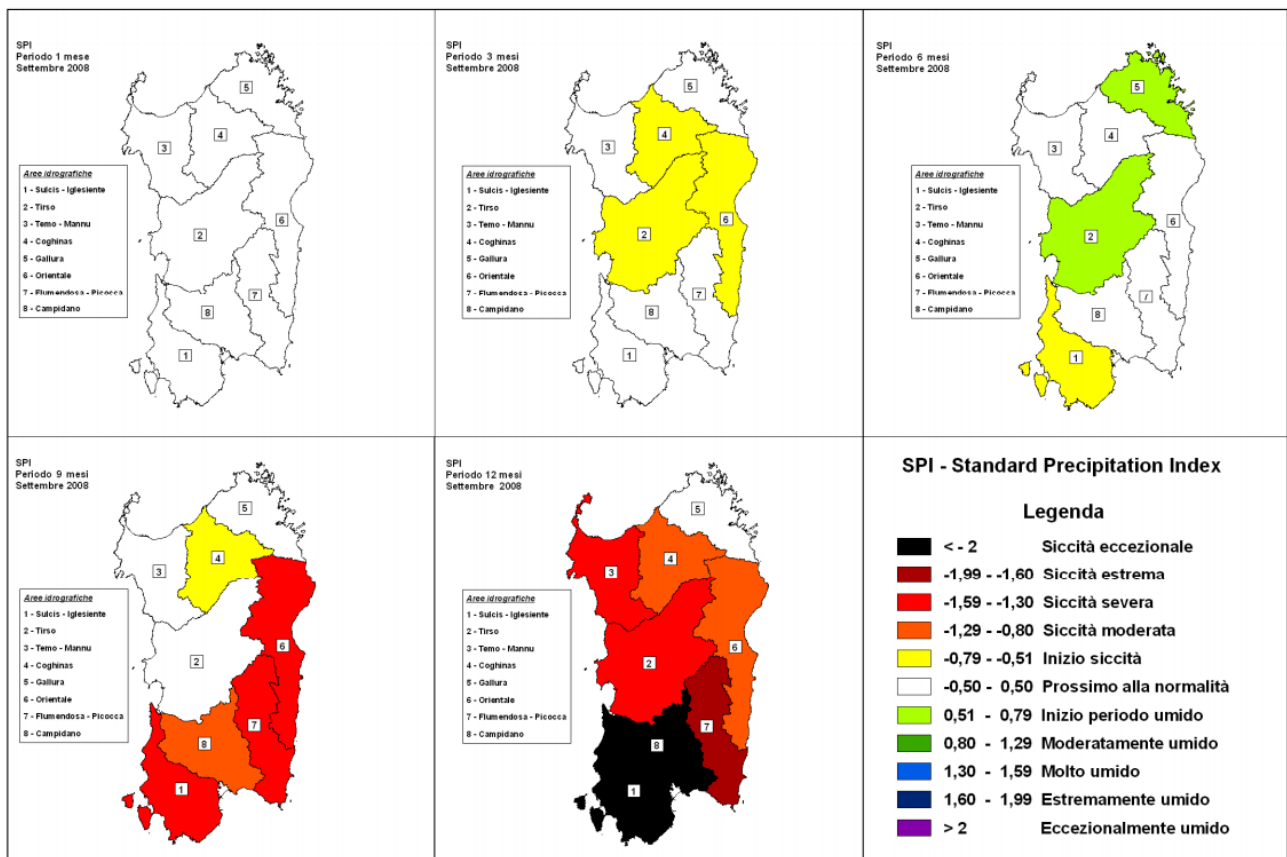 SPI
Periodo 1 mese
Settembre 2008
5
4
3
6
2
7
8
1
Aree idrografiche
1 - Sulcis - Iglesiente
2 - Tirso
3 - Temo - Mannu
4 - Coghinas
5 - Gallura
6 - Orientale
7 - Flumendosa - Picocca
8 - Campidano
SPI
Periodo 3 mesi
Settembre 2008
5
4
3
6
2
7
8
1
Aree idrografiche
1 - Sulcis - Iglesiente
2 - Tirso
3 - Temo - Mannu
4 - Coghinas
5 - Gallura
6 - Orientale
7 - Flumendosa - Picocca
8 - Campidano
SPI
Periodo 6 mesi
Settembre 2008
5
4
3
6
2
7
8
1
Aree idrografiche
1 - Sulcis - Iglesiente
2 - Tirso
3 - Temo - Mannu
4 - Coghinas
5 - Gallura
6 - Orientale
7 - Flumendosa - Picocca
8 - Campidano
SPI
Periodo 9 mesi
Settembre 2008
5
4
3
6
2
7
8
1
Aree idrografiche
1 - Sulcis - Iglesiente
2 - Tirso
3 - Temo - Mannu
4 - Coghinas
5 - Gallura
6 - Orientale
7 - Flumendosa - Picocca
8 - Campidano
SPI
Periodo 12 mesi
Settembre 2008
5
4
3
6
2
7
8
1
Aree idrografiche
1 - Sulcis - Iglesiente
2 - Tirso
3 - Temo - Mannu
4 - Coghinas
5 - Gallura
6 - Orientale
7 - Flumendosa - Picocca
8 - Campidano
SPI - Standard Precipitation Index
Legenda
< - 2 Siccità eccezionale
-1,99 - -1,60 Siccità estrema
-1,59 - -1,30 Siccità severa
-1,29 - -0,80 Siccità moderata
-0,79 - -0,51 Inizio siccità
-0,50 - 0,50 Prossimo alla normalità
0,51 - 0,79 Inizio periodo umido
0,80 - 1,29 Moderatamente umido
1,30 - 1,59 Molto umido
1,60 - 1,99 Estremamente umido
> 2 Eccezionalmente umido